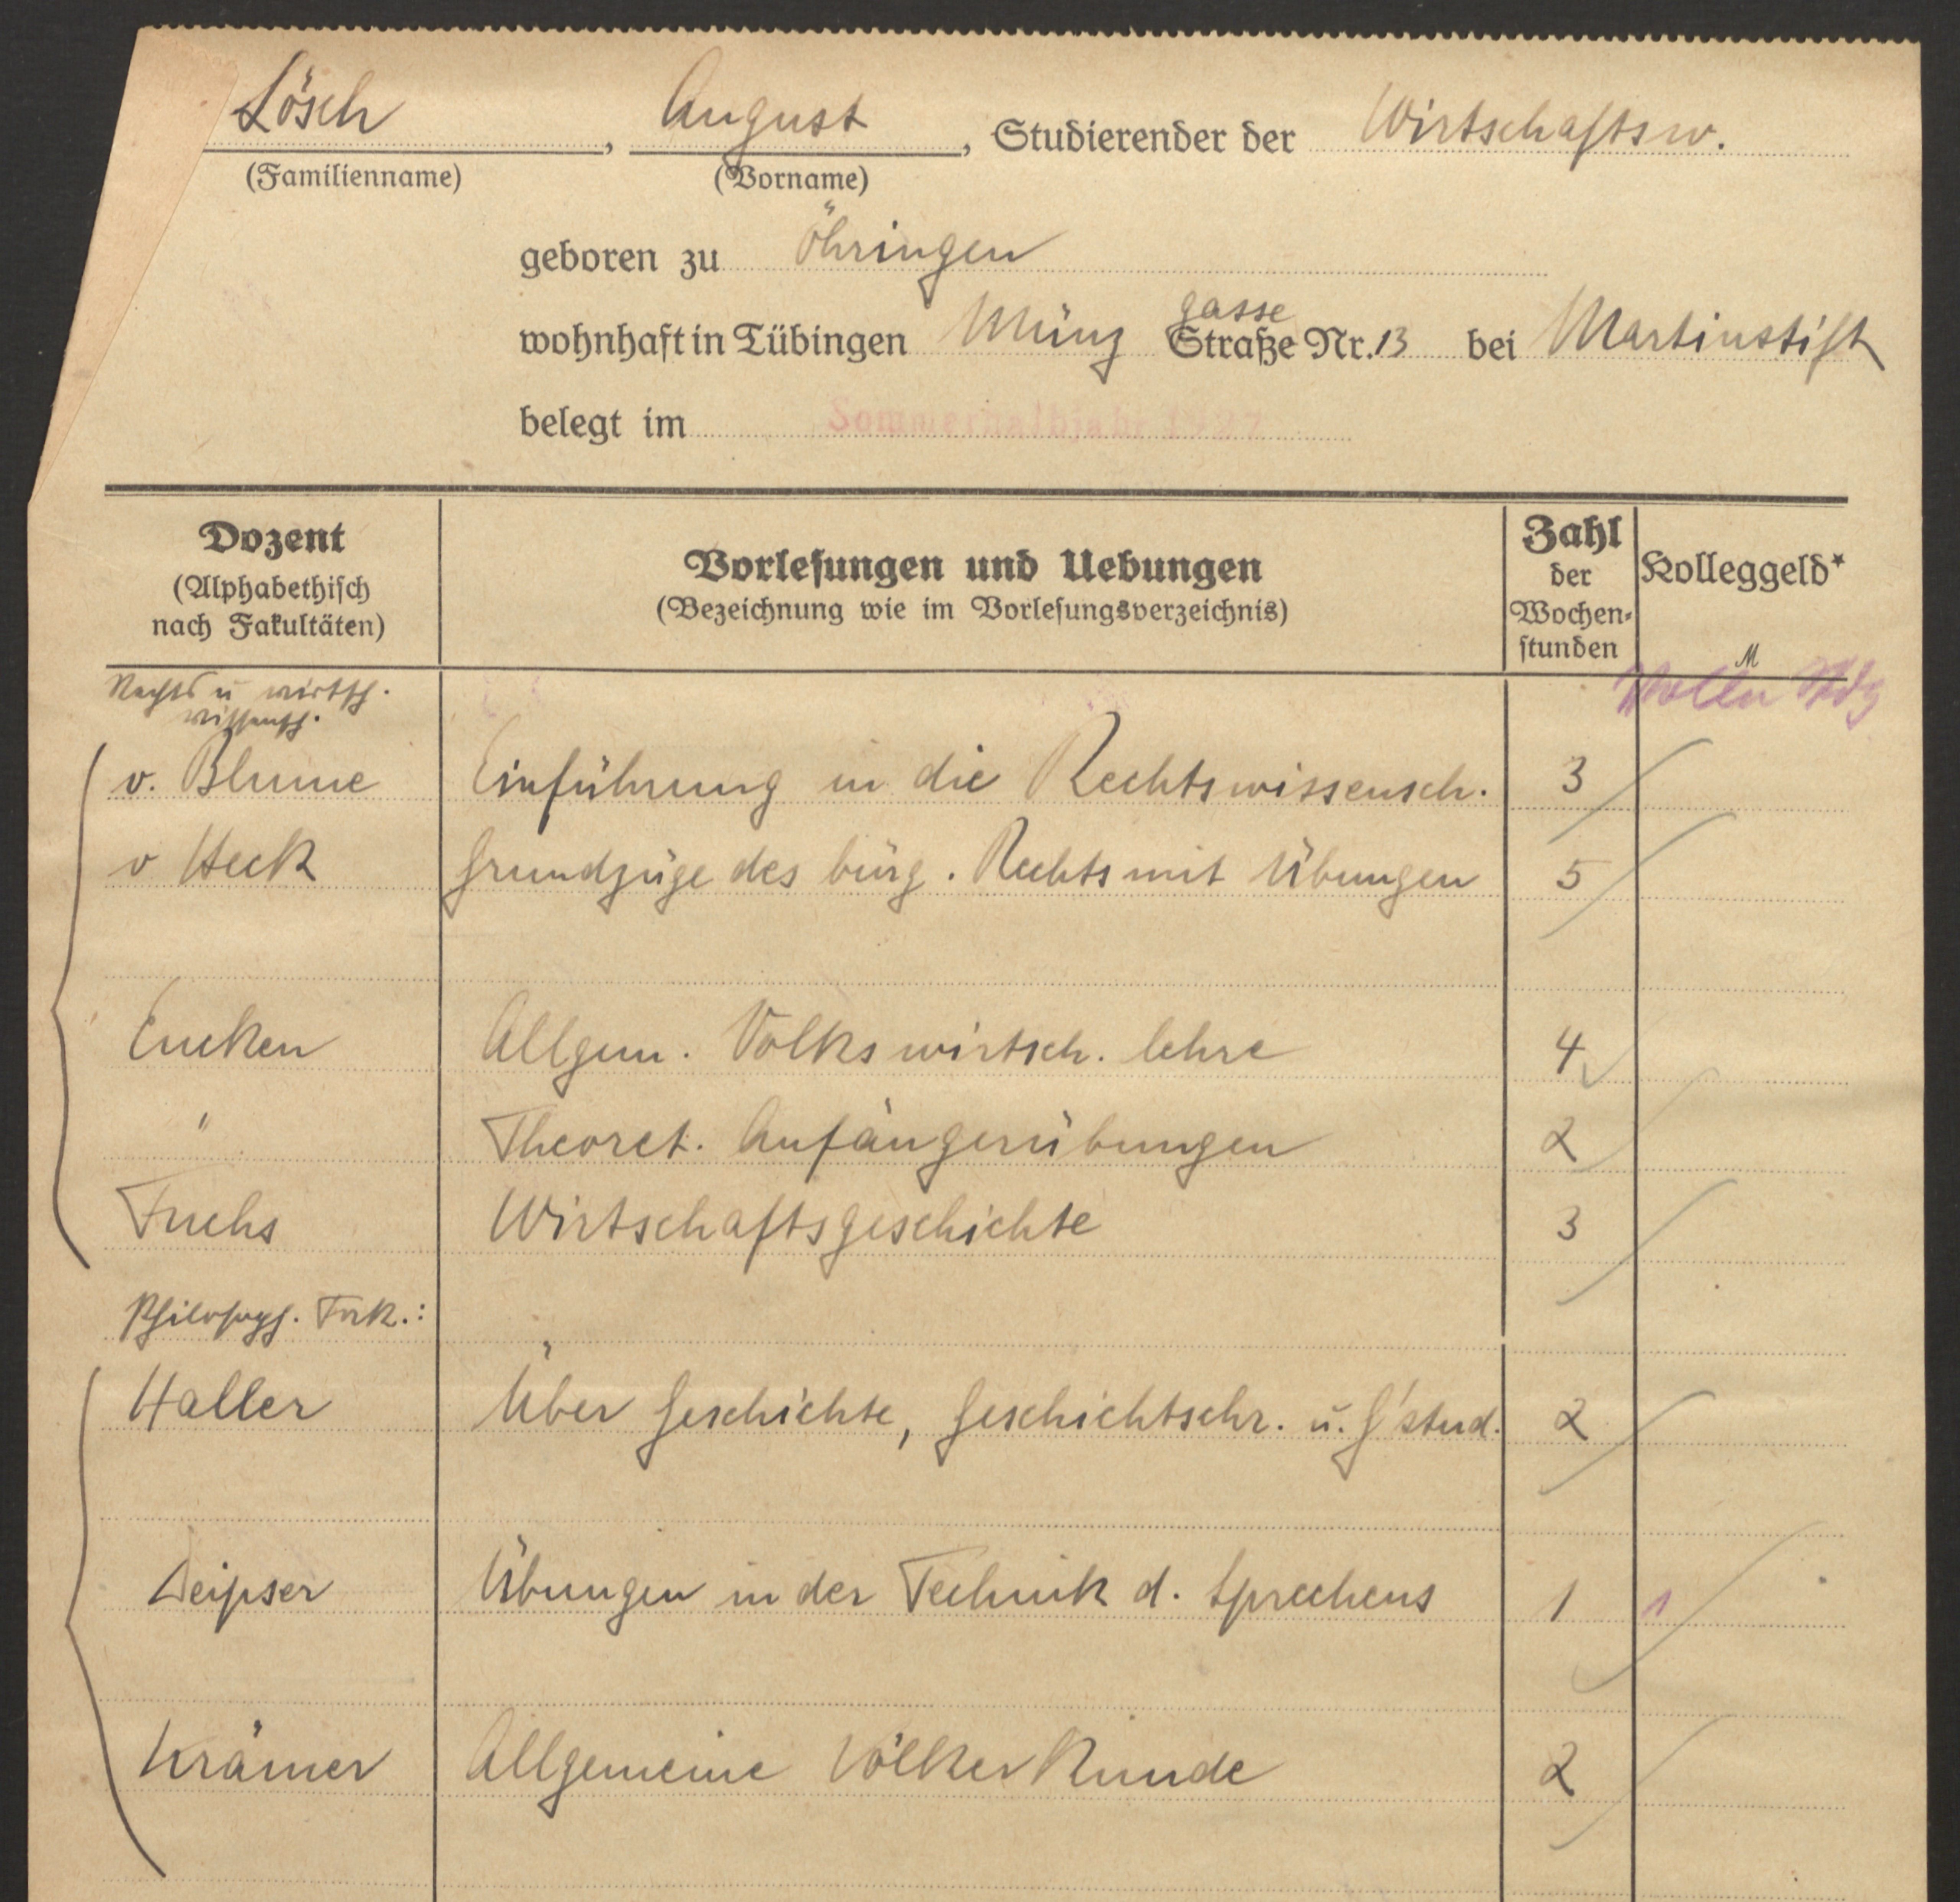 Lösch, August, Studierender der Wirtschaftsw.
(Familienname) (Vorname)
geboren zu Öhringen
gasse
wohnhaft in Tübingen Münz Straße Nr. 13 bei Martinstift
belegt im Sommerhalbjahr 1927
Dozent
(Alphabethisch
nach Fakultäten)
Vorlesungen und Uebungen
(Bezeichnung wie im Vorlesungsverzeichnis)
Zahl
der
Wochen-
stunden
Kolleggeld*
M
Rechts u wirtsch.
wissensch.
v. Blume Einführung in die Rechtswissensch. 3
v Heck Grundzüge des bürg. Rechts mit Übungen 5
Eucken Allgem. Volkswirtsch. lehre 4
" Theoret. Anfängerübungen 2
Fuchs Wirtschaftsgeschichte 3
Philosoph. Fak.:
Haller Über Geschichte, Geschichtschr. u. G'stud. 2
Übungen in der Technik d. Sprechens 1 1
Krämer Allgemeine Völkerkunde 2